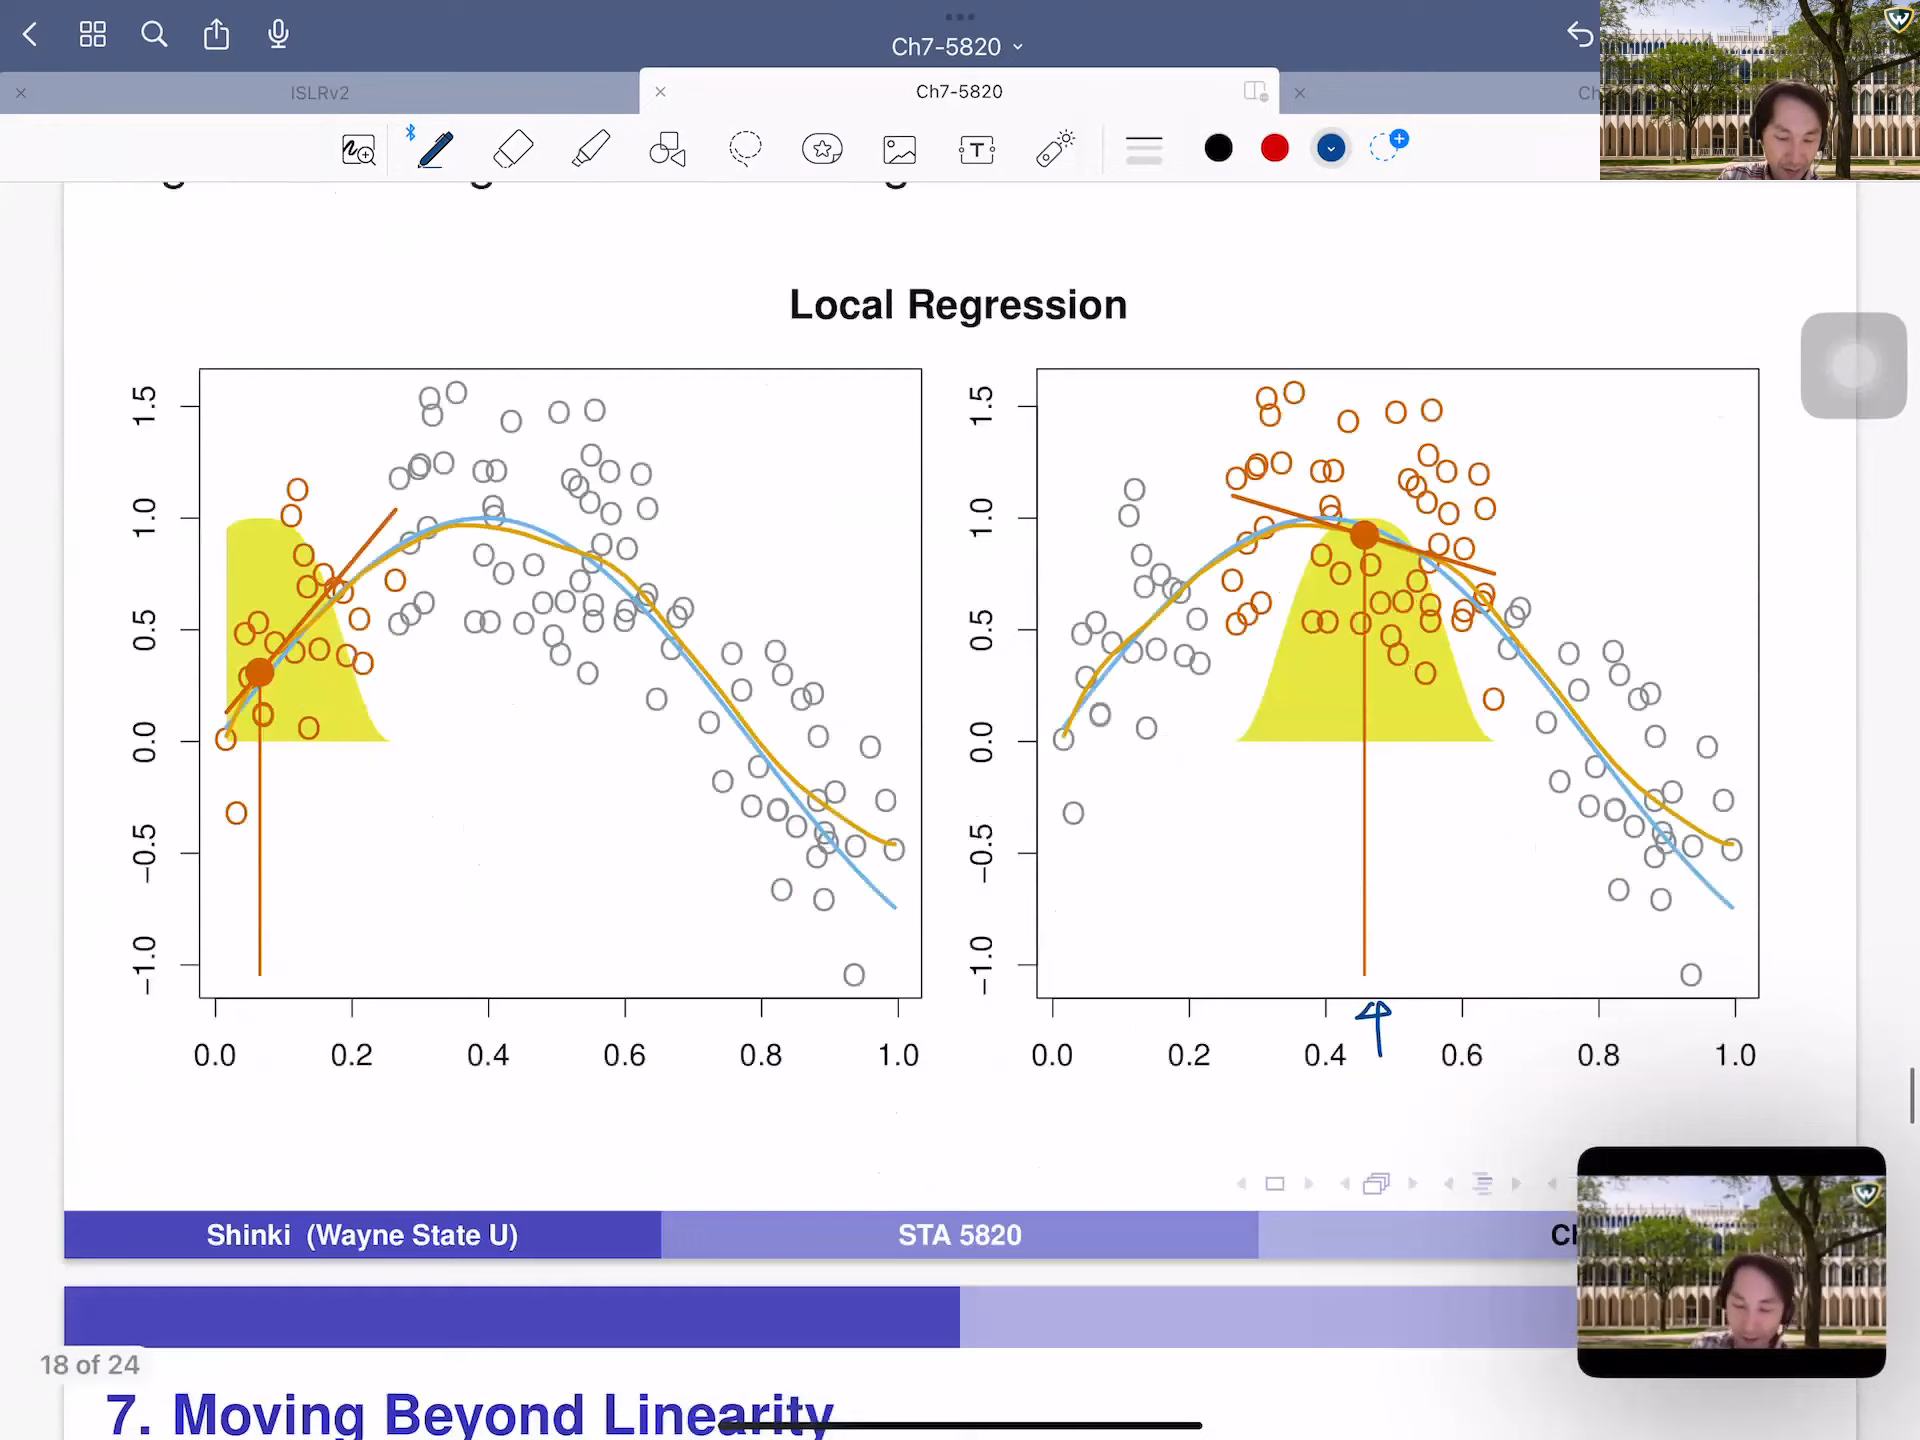 Ch7-5820
ISLRv2
Ch7-5820
Local Regression
1.5
1.0
0.5
0.0
−0.5
−1.0
0.0 0.2 0.4 0.6 0.8 1.0
1.5
1.0
0.5
0.0
−0.5
−1.0
0.0 0.2 0.4 0.6 0.8 1.0
Shinki (Wayne State U)
STA 5820
18 of 24
7. Moving Beyond Linearity